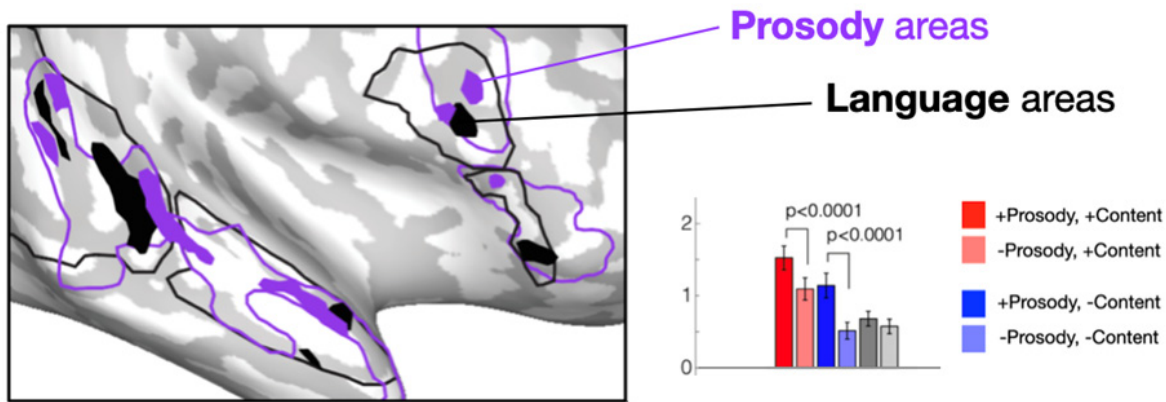 Prosody areas
Language areas
2
1
0
p<0.0001
p<0.0001
+Prosody, +Content
-Prosody, +Content
+Prosody, -Content
-Prosody, -Content